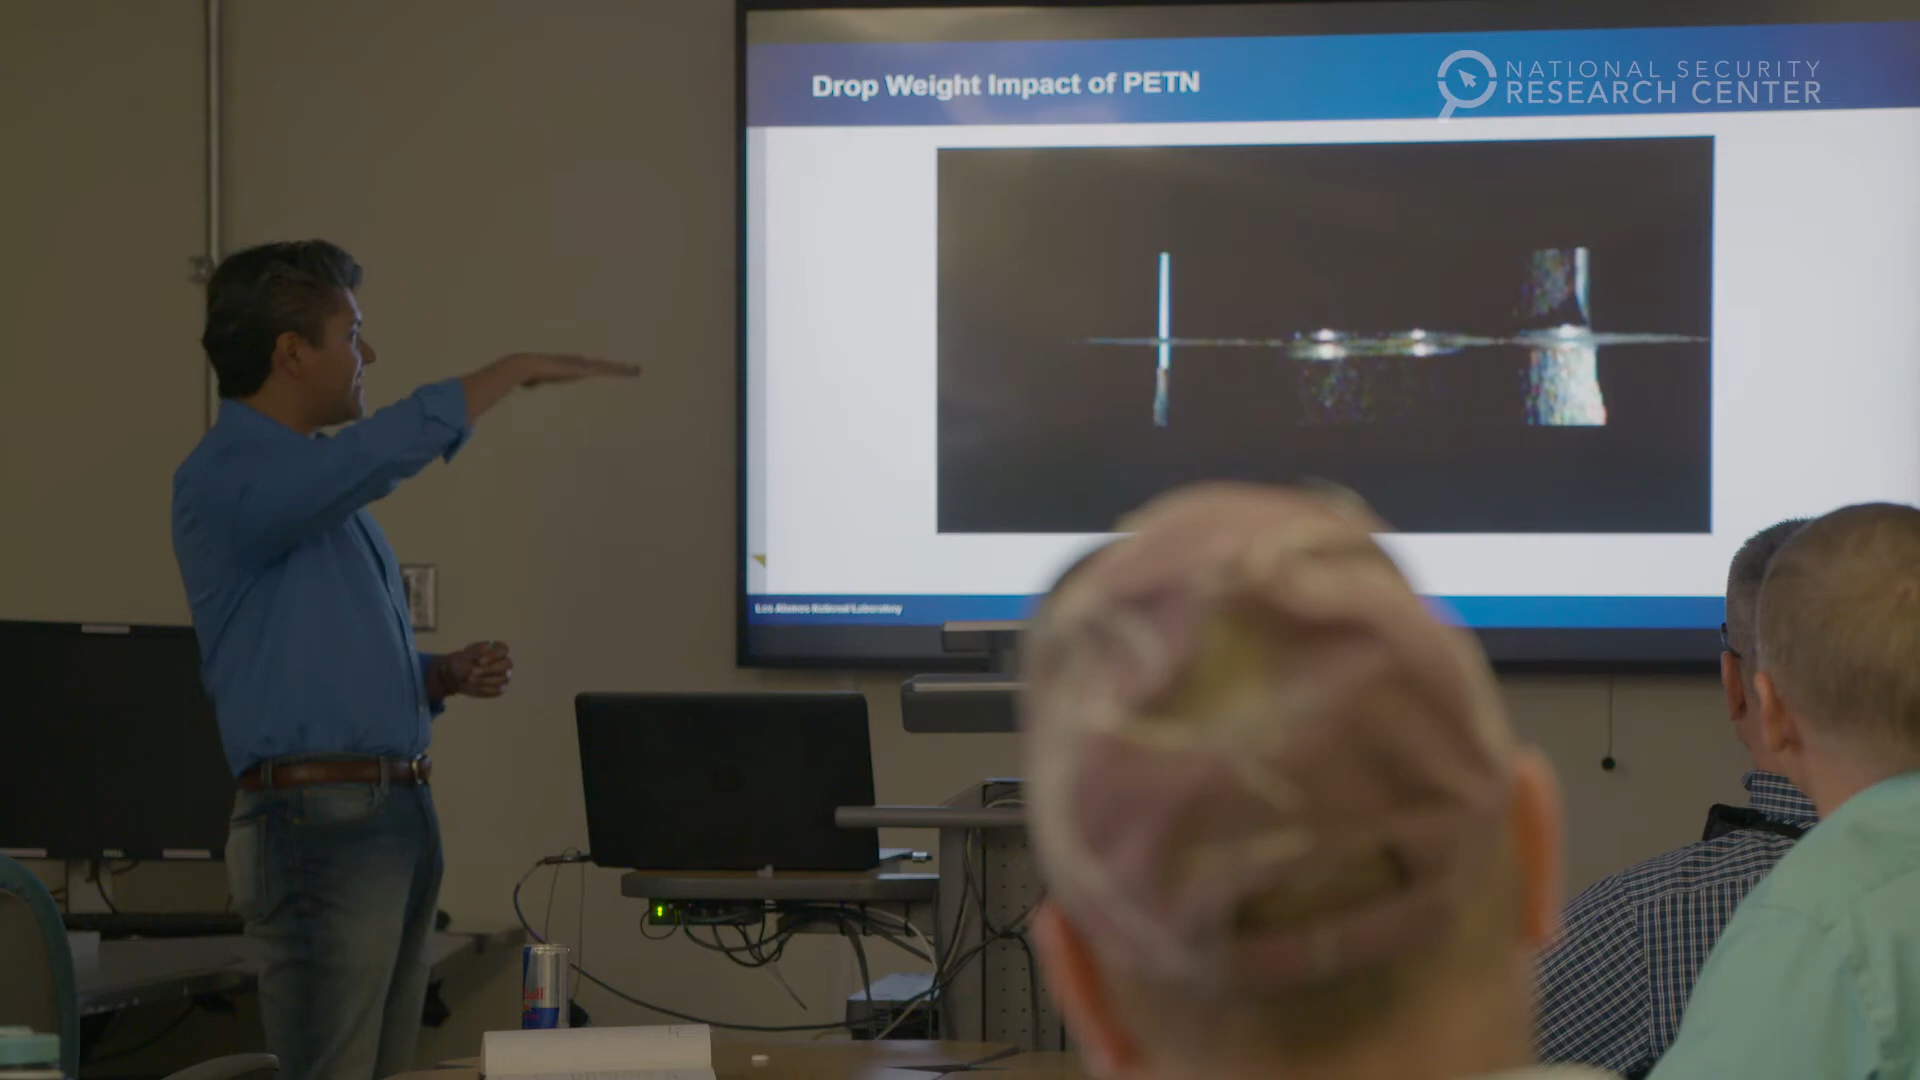 Drop Weight Impact of PETN
NATIONAL SECURITY
RESEARCH CENTER
Los Alamos National Laboratory